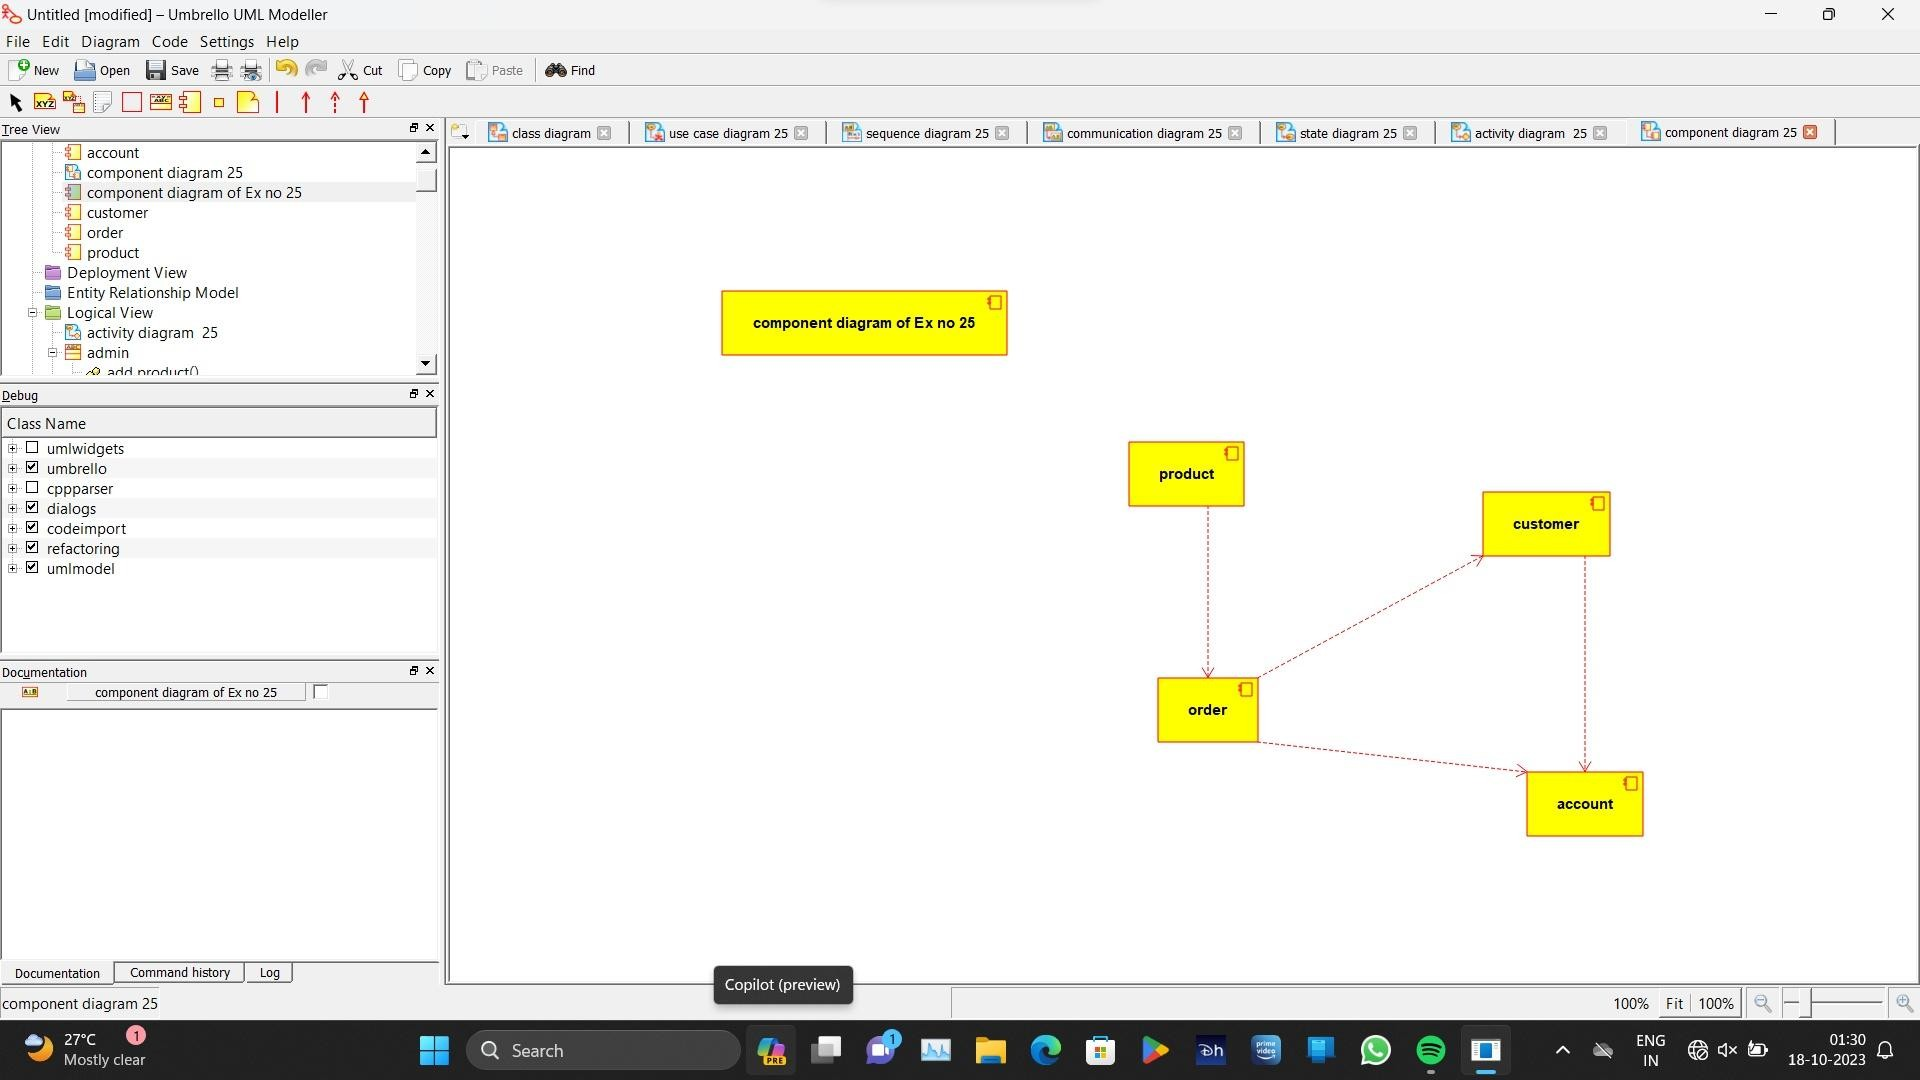 Untitled [modified] – Umbrello UML Modeller
File Edit Diagram Code Settings Help
New Open Save Cut Copy Paste Find
XYZ
Tree View
account
component diagram 25
component diagram of Ex no 25
customer
order
product
Deployment View
Entity Relationship Model
Logical View
activity diagram 25
admin
add product()
Debug
Class Name
umlwidgets
umbrello
cppparser
dialogs
codeimport
refactoring
umlmodel
Documentation
component diagram of Ex no 25
Documentation Command history Log
component diagram 25
class diagram use case diagram 25 sequence diagram 25 communication diagram 25 state diagram 25 activity diagram 25 component diagram 25
component diagram of Ex no 25
product
customer
order
account
Copilot (preview)
100% Fit 100%
27°C
Mostly clear
1
Search
PRE
1
prime video
ENG
IN
01:30
18-10-2023